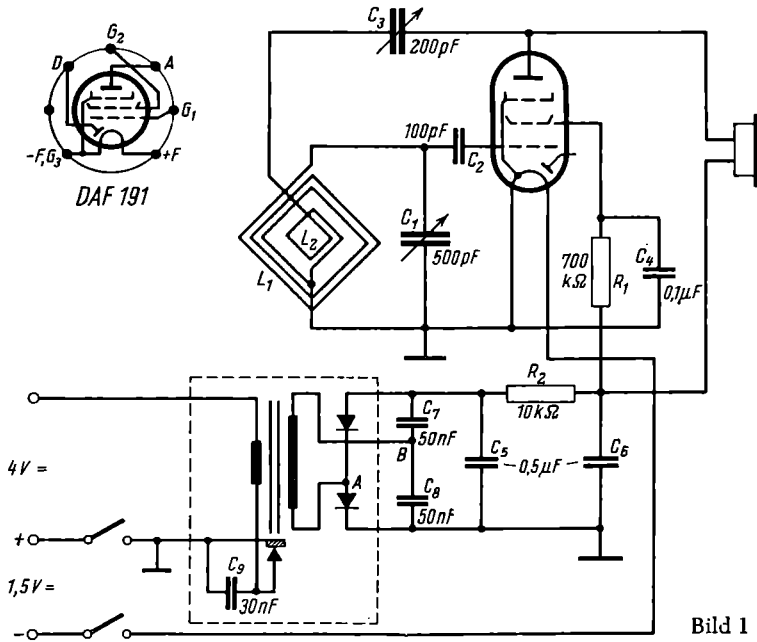 G2
D
A
G1
-F, G3
+F
DAF 191
C3
200pF
100pF
C2
L2
L1
C1
500pF
700
kΩ
R1
C4
0,1µF
R2
10kΩ
C7
50nF
B
C5
0,5µF
C6
A
C8
50nF
4V=
+
C9
30nF
1,5V=
-
Bild 1